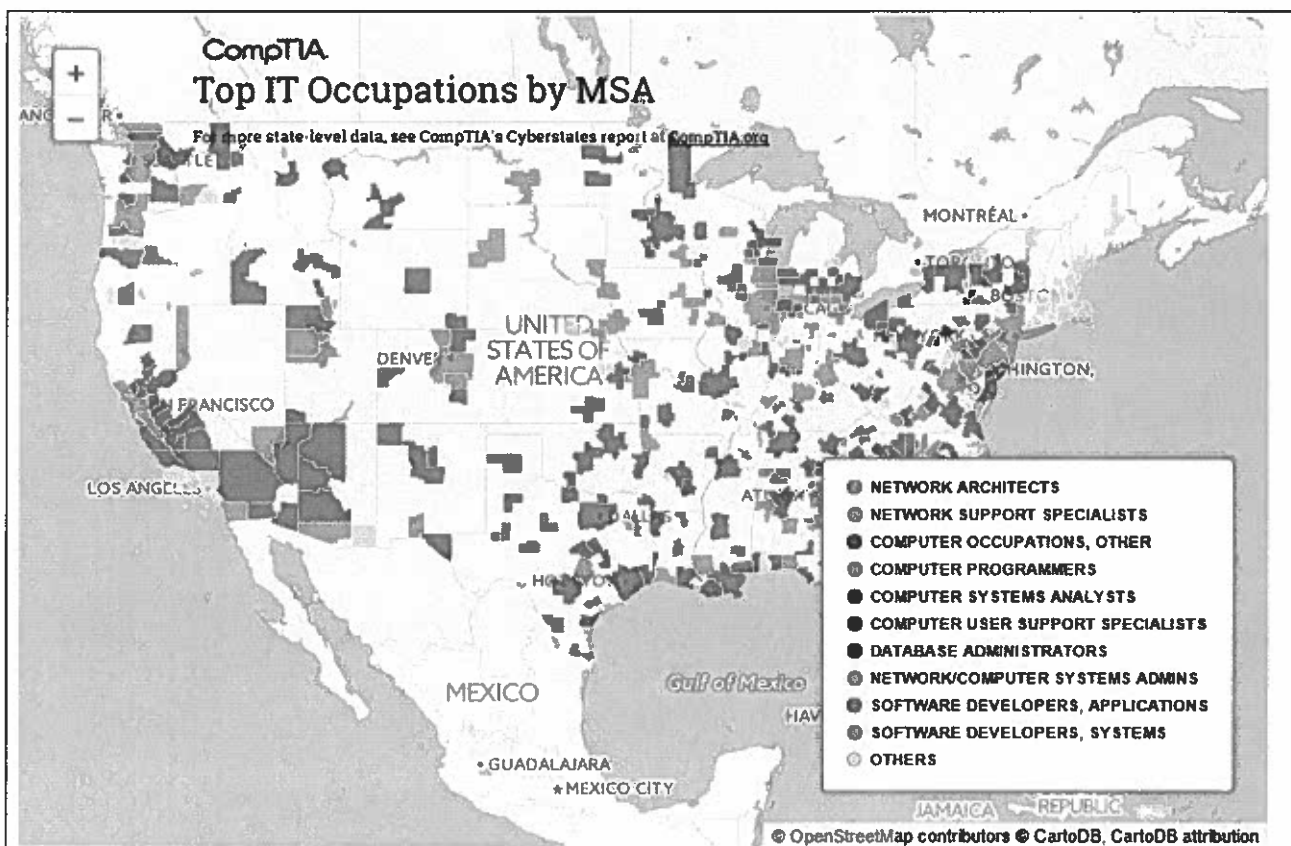 CompTIA
Top IT Occupations by MSA
For more state-level data, see CompTIA's Cyberstates report at CompTIA.org
+
−
MONTRÉAL
UNITED
STATES OF
AMERICA
DENVE
N FRANCISCO
LOS ANGELES
MEXICO
Gulf of Mexico
HAV
GUADALAJARA
MEXICO CITY
NETWORK ARCHITECTS
NETWORK SUPPORT SPECIALISTS
COMPUTER OCCUPATIONS, OTHER
COMPUTER PROGRAMMERS
COMPUTER SYSTEMS ANALYSTS
COMPUTER USER SUPPORT SPECIALISTS
DATABASE ADMINISTRATORS
NETWORK/COMPUTER SYSTEMS ADMINS
SOFTWARE DEVELOPERS, APPLICATIONS
SOFTWARE DEVELOPERS, SYSTEMS
OTHERS
JAMAICA
REPUBLIC
© OpenStreetMap contributors © CartoDB, CartoDB attribution